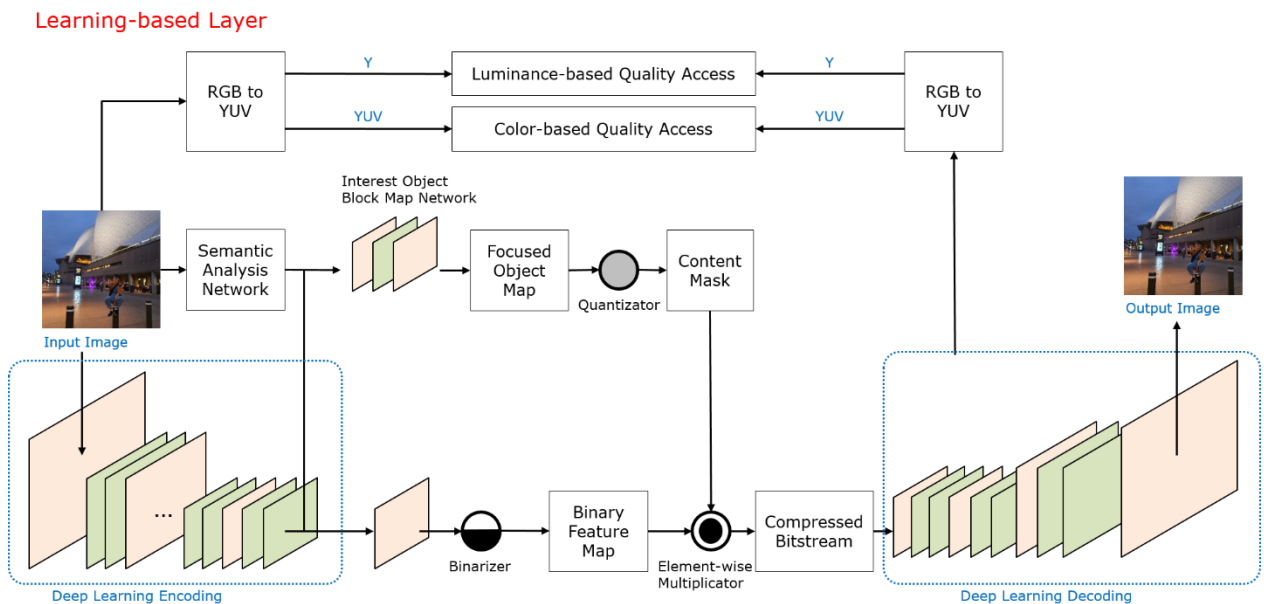 Learning-based Layer
RGB to
YUV
Y
Luminance-based Quality Access
Y
RGB to
YUV
YUV
Color-based Quality Access
YUV
Interest Object
Block Map Network
Semantic
Analysis
Network
Focused
Object
Map
Quantizator
Content
Mask
Input Image
Output Image
...
Binarizer
Binary
Feature
Map
Element-wise
Multiplicator
Compressed
Bitstream
Deep Learning Encoding
Deep Learning Decoding